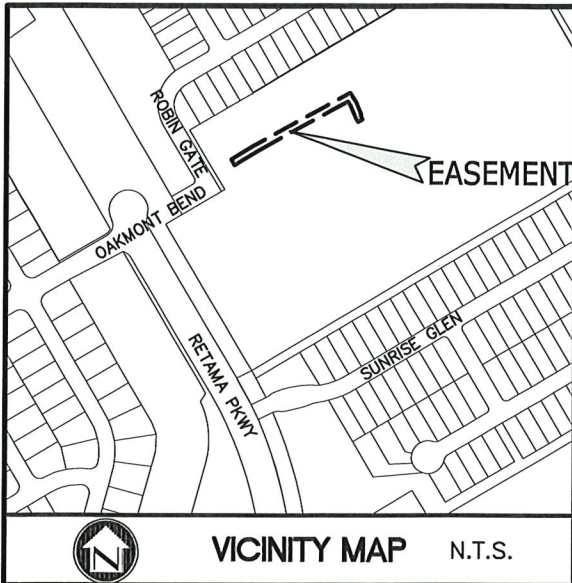 ROBIN GATE
EASEMENT
OAKMONT BEND
RETAMA PKWY
SUNRISE GLEN
N
VICINITY MAP N.T.S.